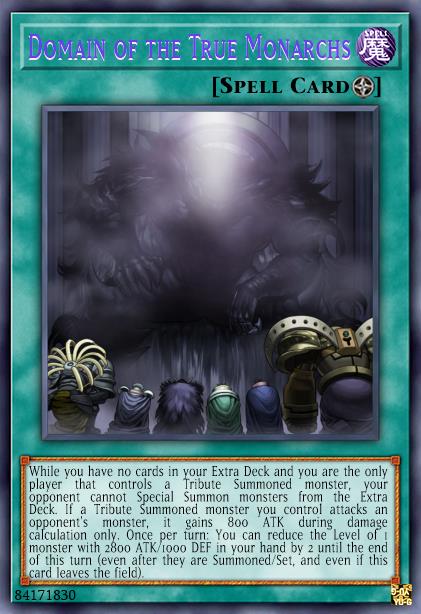 DOMAIN OF THE TRUE MONARCHS
SPELL
魔
[SPELL CARD]
While you have no cards in your Extra Deck and you are the only
player that controls a Tribute Summoned monster, your
opponent cannot Special Summon monsters from the Extra
Deck. If a Tribute Summoned monster you control attacks an
opponent's monster, it gains 800 ATK during damage
calculation only. Once per turn: You can reduce the Level of 1
monster with 2800 ATK/1000 DEF in your hand by 2 until the end
of this turn (even after they are Summoned/Set, and even if this
card leaves the field).
84171830